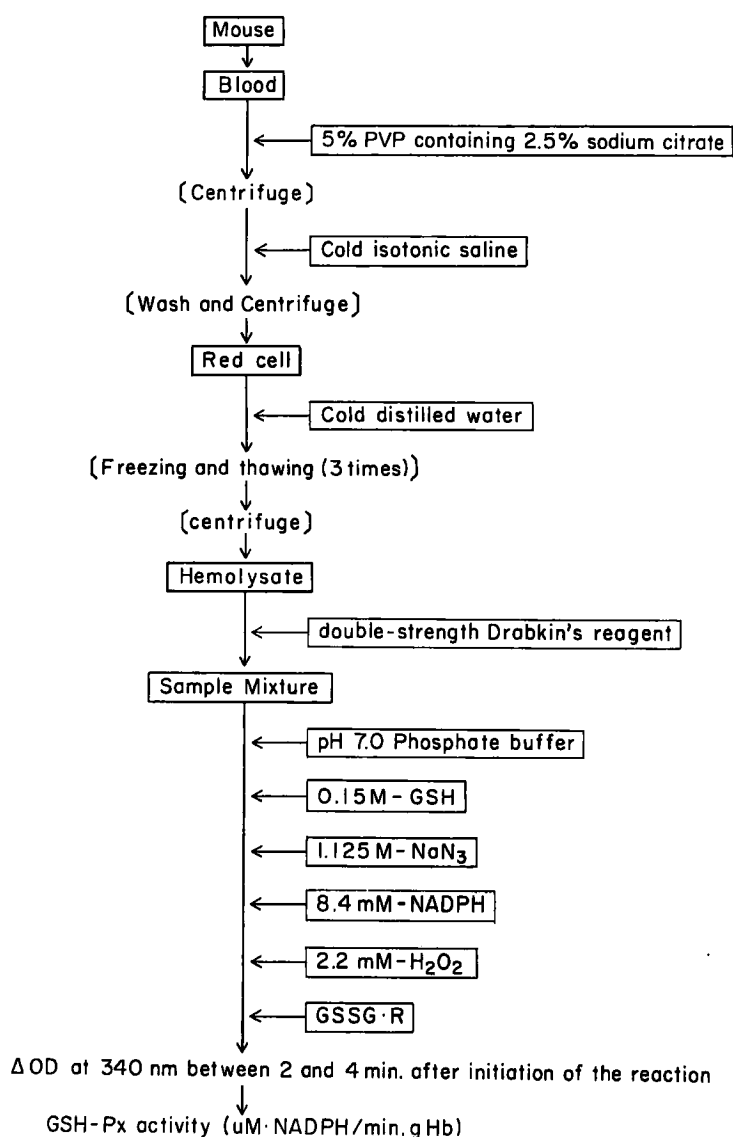 Mouse
Blood
5% PVP containing 2.5% sodium citrate
(Centrifuge)
Cold isotonic saline
(Wash and Centrifuge)
Red cell
Cold distilled water
(Freezing and thawing (3 times))
(centrifuge)
Hemolysate
double-strength Drabkin's reagent
Sample Mixture
pH 7.0 Phosphate buffer
0.15M-GSH
1.125M-NaN₃
8.4 mM-NADPH
2.2 mM-H₂O₂
GSSG·R
ΔOD at 340 nm between 2 and 4 min. after initiation of the reaction
GSH-Px activity (uM·NADPH/min, g Hb)